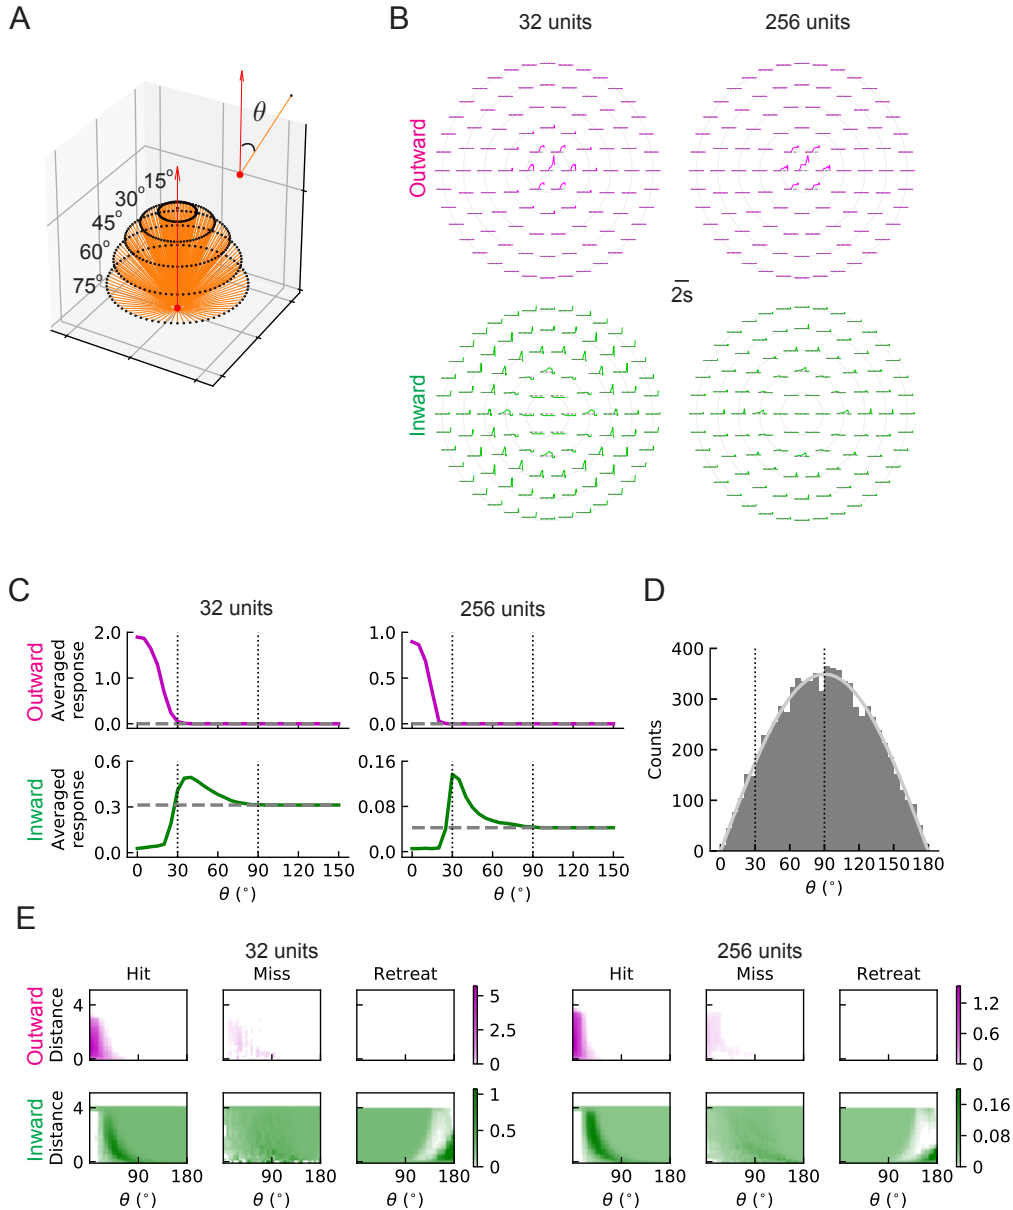 A
θ
15°
30°
45°
60°
75°
B
32 units
256 units
Outward
Inward
2s
C
32 units
256 units
Outward
Averaged response
2.0
1.0
0.0
1.0
0.5
0.0
Inward
Averaged response
0.6
0.3
0.0
0.16
0.08
0.0
0 30 60 90 120 150
θ (°)
0 30 60 90 120 150
θ (°)
D
Counts
400
300
200
100
0
0 30 60 90 120 150 180
θ (°)
E
32 units
Hit Miss Retreat
256 units
Hit Miss Retreat
Outward
Distance
4
0
90 180
5
2.5
0
1.2
0.6
0
Inward
Distance
4
0
1
0.5
0
0.16
0.08
0
90 180
θ (°)
90 180
θ (°)
90 180
θ (°)
90 180
θ (°)
90 180
θ (°)
90 180
θ (°)